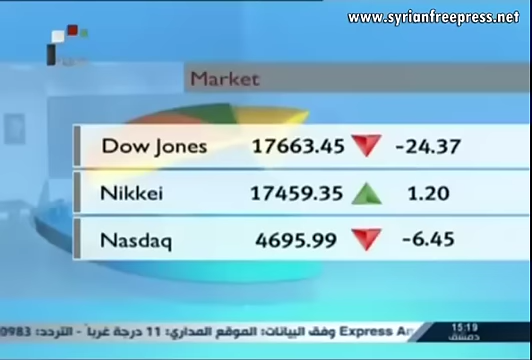 www.syrianfreepress.net
Market
Dow Jones 17663.45 -24.37
Nikkei 17459.35 1.20
Nasdaq 4695.99 -6.45
Express Am وفق البيانات: الموقع المداري: 11 درجة غرباً - التردد: 0983
15:19
دمشق